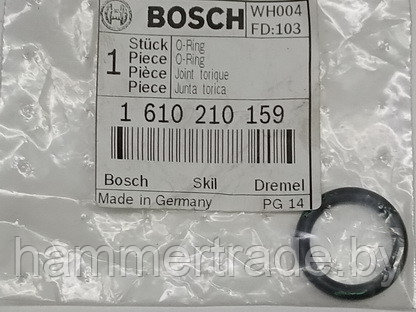 BOSCH
WH004
FD:103
1
Stück O-Ring
Piece O-Ring
Pièce Joint torique
Piece Junta torica
1 610 210 159
Bosch Skil Dremel
Made in Germany PG 14
hammertrade.by